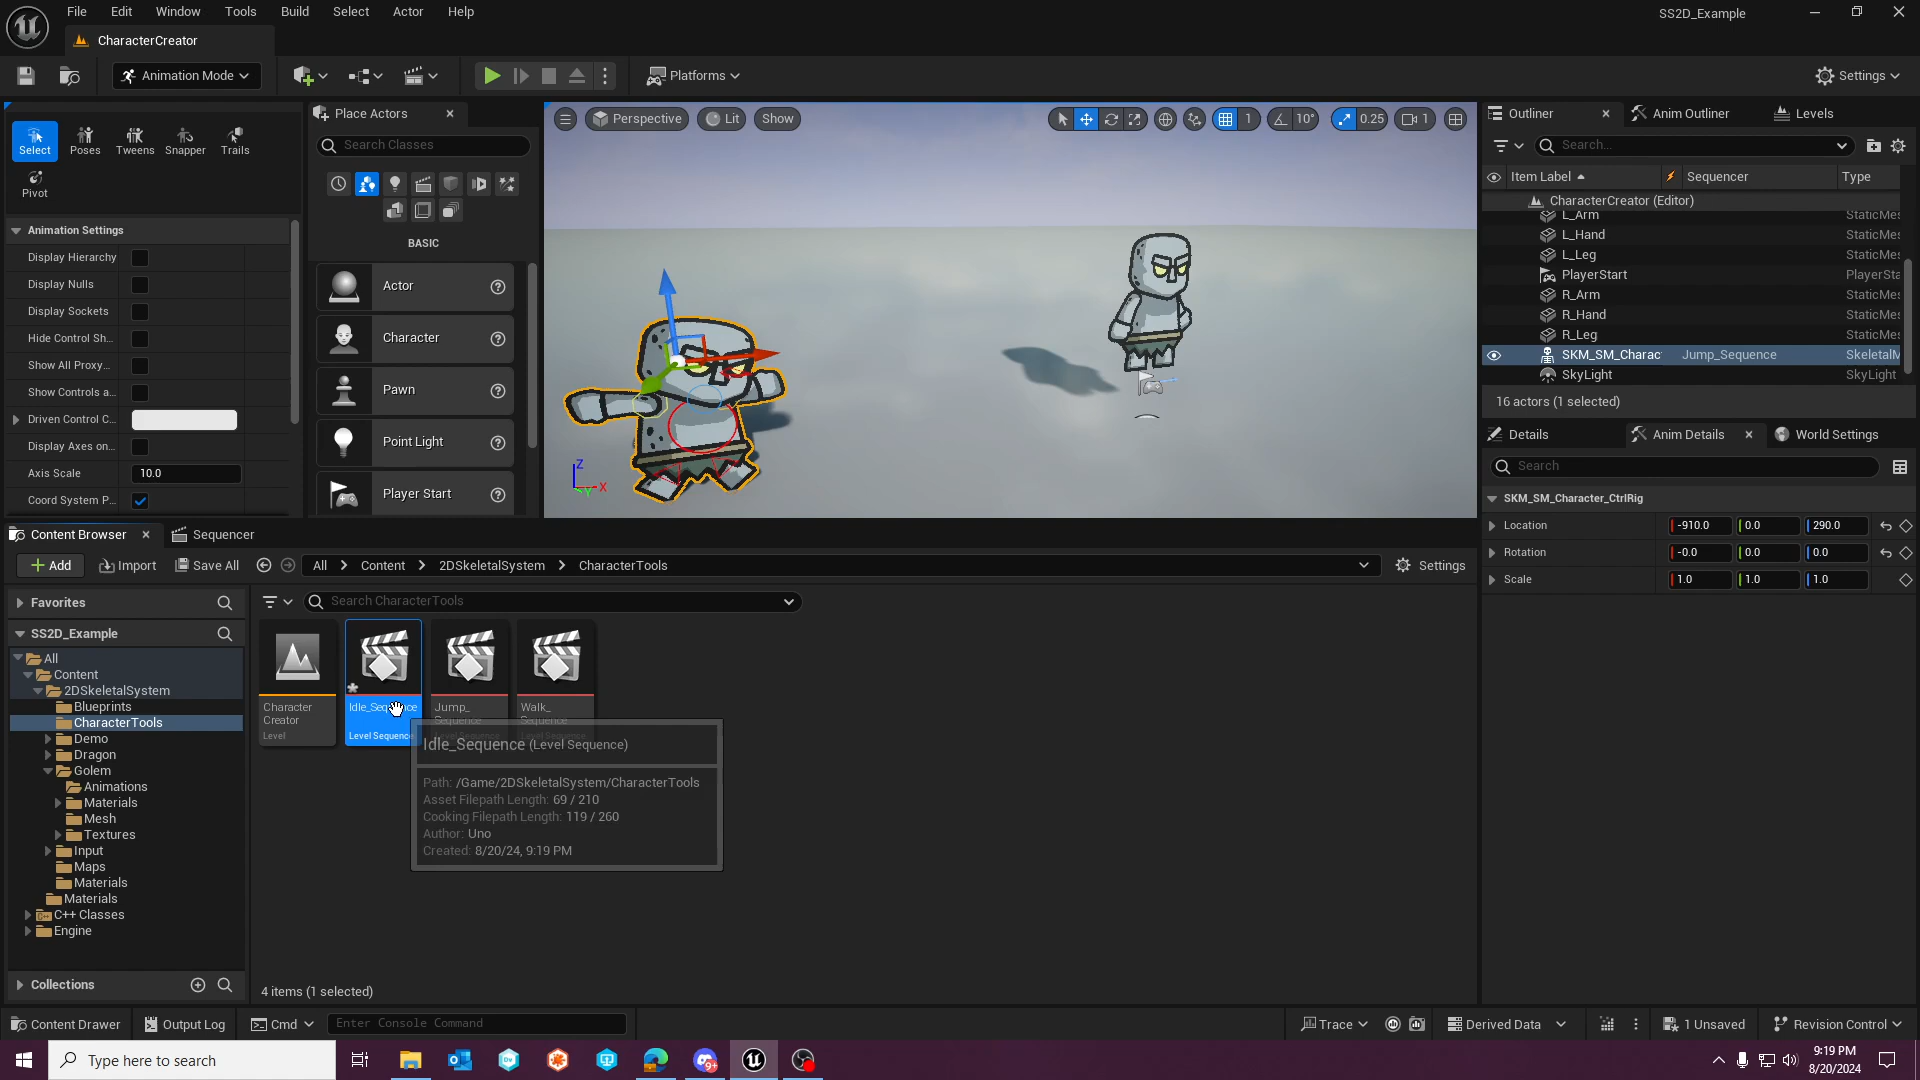 File Edit Window Tools Build Select Actor Help
SS2D_Example
CharacterCreator
Animation Mode
Platforms
Settings
Select
Poses
Tweens
Snapper
Trails
Pivot
Animation Settings
Display Hierarchy
Display Nulls
Display Sockets
Hide Control Sh...
Show All Proxy...
Show Controls a...
Driven Control C...
Display Axes on...
Axis Scale 10.0
Coord System P...
Place Actors
Search Classes
BASIC
Actor
Character
Pawn
Point Light
Player Start
Perspective
Lit
Show
1
10°
0.25
1
Z
X
Y
Outliner
Anim Outliner
Levels
Search...
Item Label Sequencer Type
CharacterCreator (Editor)
L_Arm StaticMes
L_Hand StaticMes
L_Leg StaticMes
PlayerStart PlayerSta
R_Arm StaticMes
R_Hand StaticMes
R_Leg StaticMes
SKM_SM_Charac Jump_Sequence SkeletalM
SkyLight SkyLight
16 actors (1 selected)
Details
Anim Details
World Settings
Search
SKM_SM_Character_CtrlRig
Location -910.0 0.0 290.0
Rotation -0.0 0.0 0.0
Scale 1.0 1.0 1.0
Content Browser
Sequencer
Add
Import
Save All
All
Content
2DSkeletalSystem
CharacterTools
Settings
Favorites
SS2D_Example
All
Content
2DSkeletalSystem
Blueprints
CharacterTools
Demo
Dragon
Golem
Animations
Materials
Mesh
Textures
Input
Maps
Materials
Materials
C++ Classes
Engine
Collections
Search CharacterTools
Character
Creator
Level
Idle_Sequence
Level Sequence
Jump_
Sequence
Level Sequence
Walk_
Sequence
Level Sequence
Idle_Sequence (Level Sequence)
Path: /Game/2DSkeletalSystem/CharacterTools
Asset Filepath Length: 69 / 210
Cooking Filepath Length: 119 / 260
Author: Uno
Created: 8/20/24, 9:19 PM
4 items (1 selected)
Content Drawer
Output Log
Cmd
Enter Console Command
Trace
Derived Data
1 Unsaved
Revision Control
Type here to search
9+
9:19 PM
8/20/2024